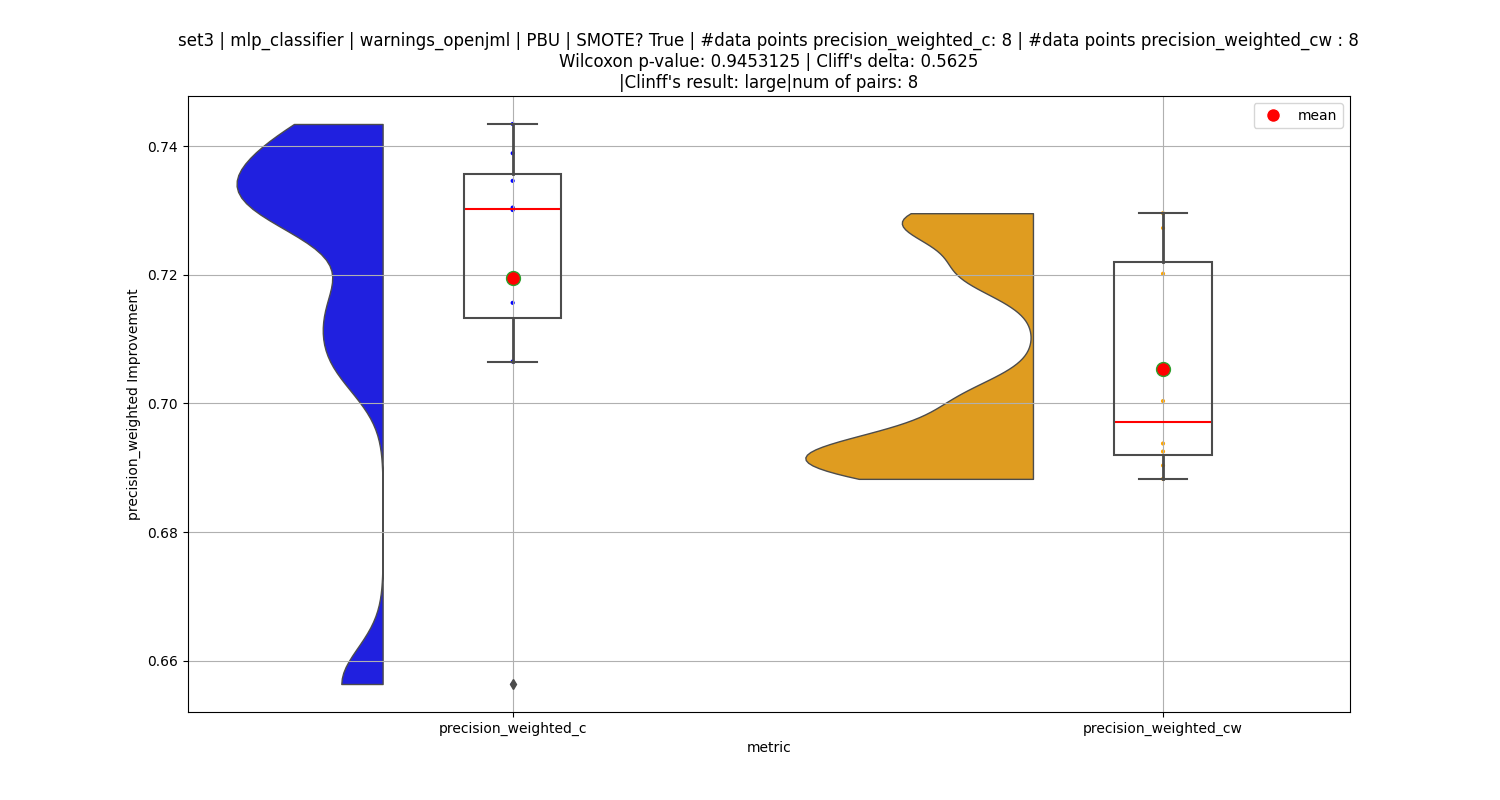 set3 | mlp_classifier | warnings_openjml | PBU | SMOTE? True | #data points precision_weighted_c: 8 | #data points precision_weighted_cw : 8
Wilcoxon p-value: 0.9453125 | Cliff's delta: 0.5625
|Clinff's result: large|num of pairs: 8
mean
0.74
0.72
0.70
0.68
0.66
precision_weighted Improvement
precision_weighted_c
precision_weighted_cw
metric